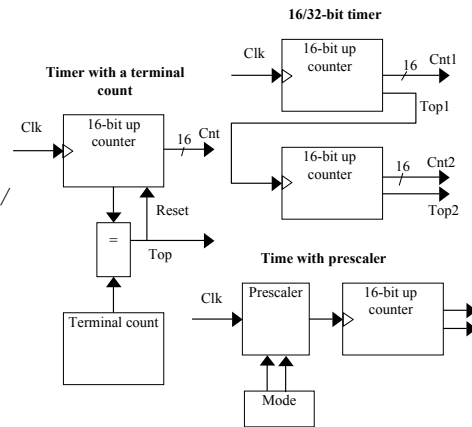 16/32-bit timer
Clk
16-bit up
counter
16
Cnt1
Top1
16-bit up
counter
16
Cnt2
Top2
Timer with a terminal
count
Clk
16-bit up
counter
16
Cnt
Reset
=
Top
Terminal count
/
Time with prescaler
Clk
Prescaler
16-bit up
counter
Mode